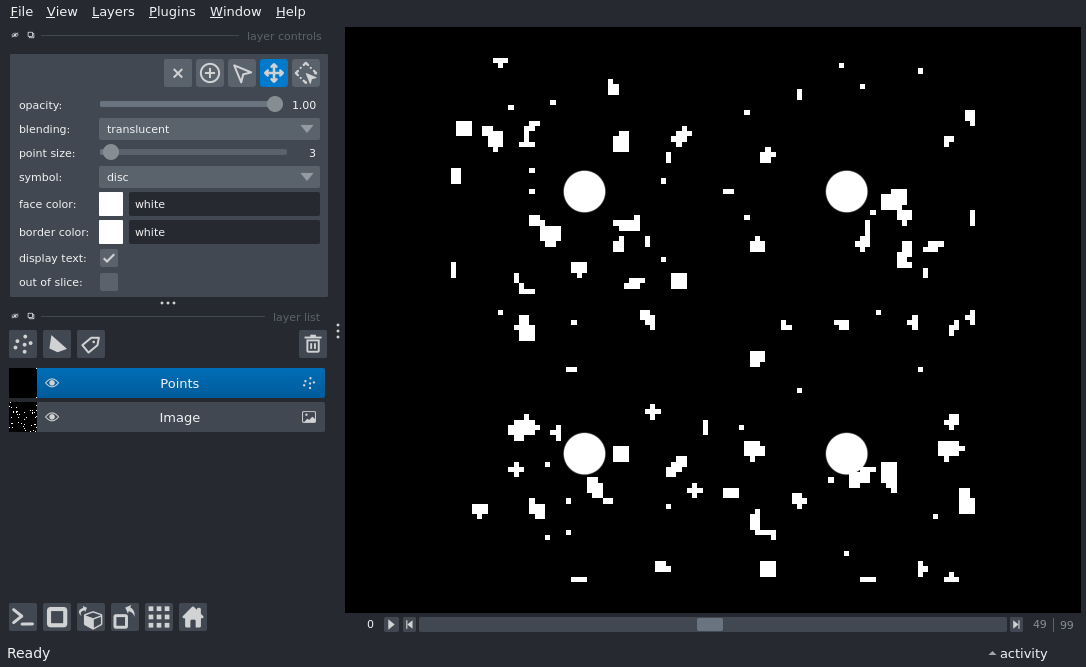 File View Layers Plugins Window Help
layer controls
opacity: 1.00
blending: translucent
point size: 3
symbol: disc
face color: white
border color: white
display text:
out of slice:
layer list
Points
Image
0 49 | 99
Ready activity